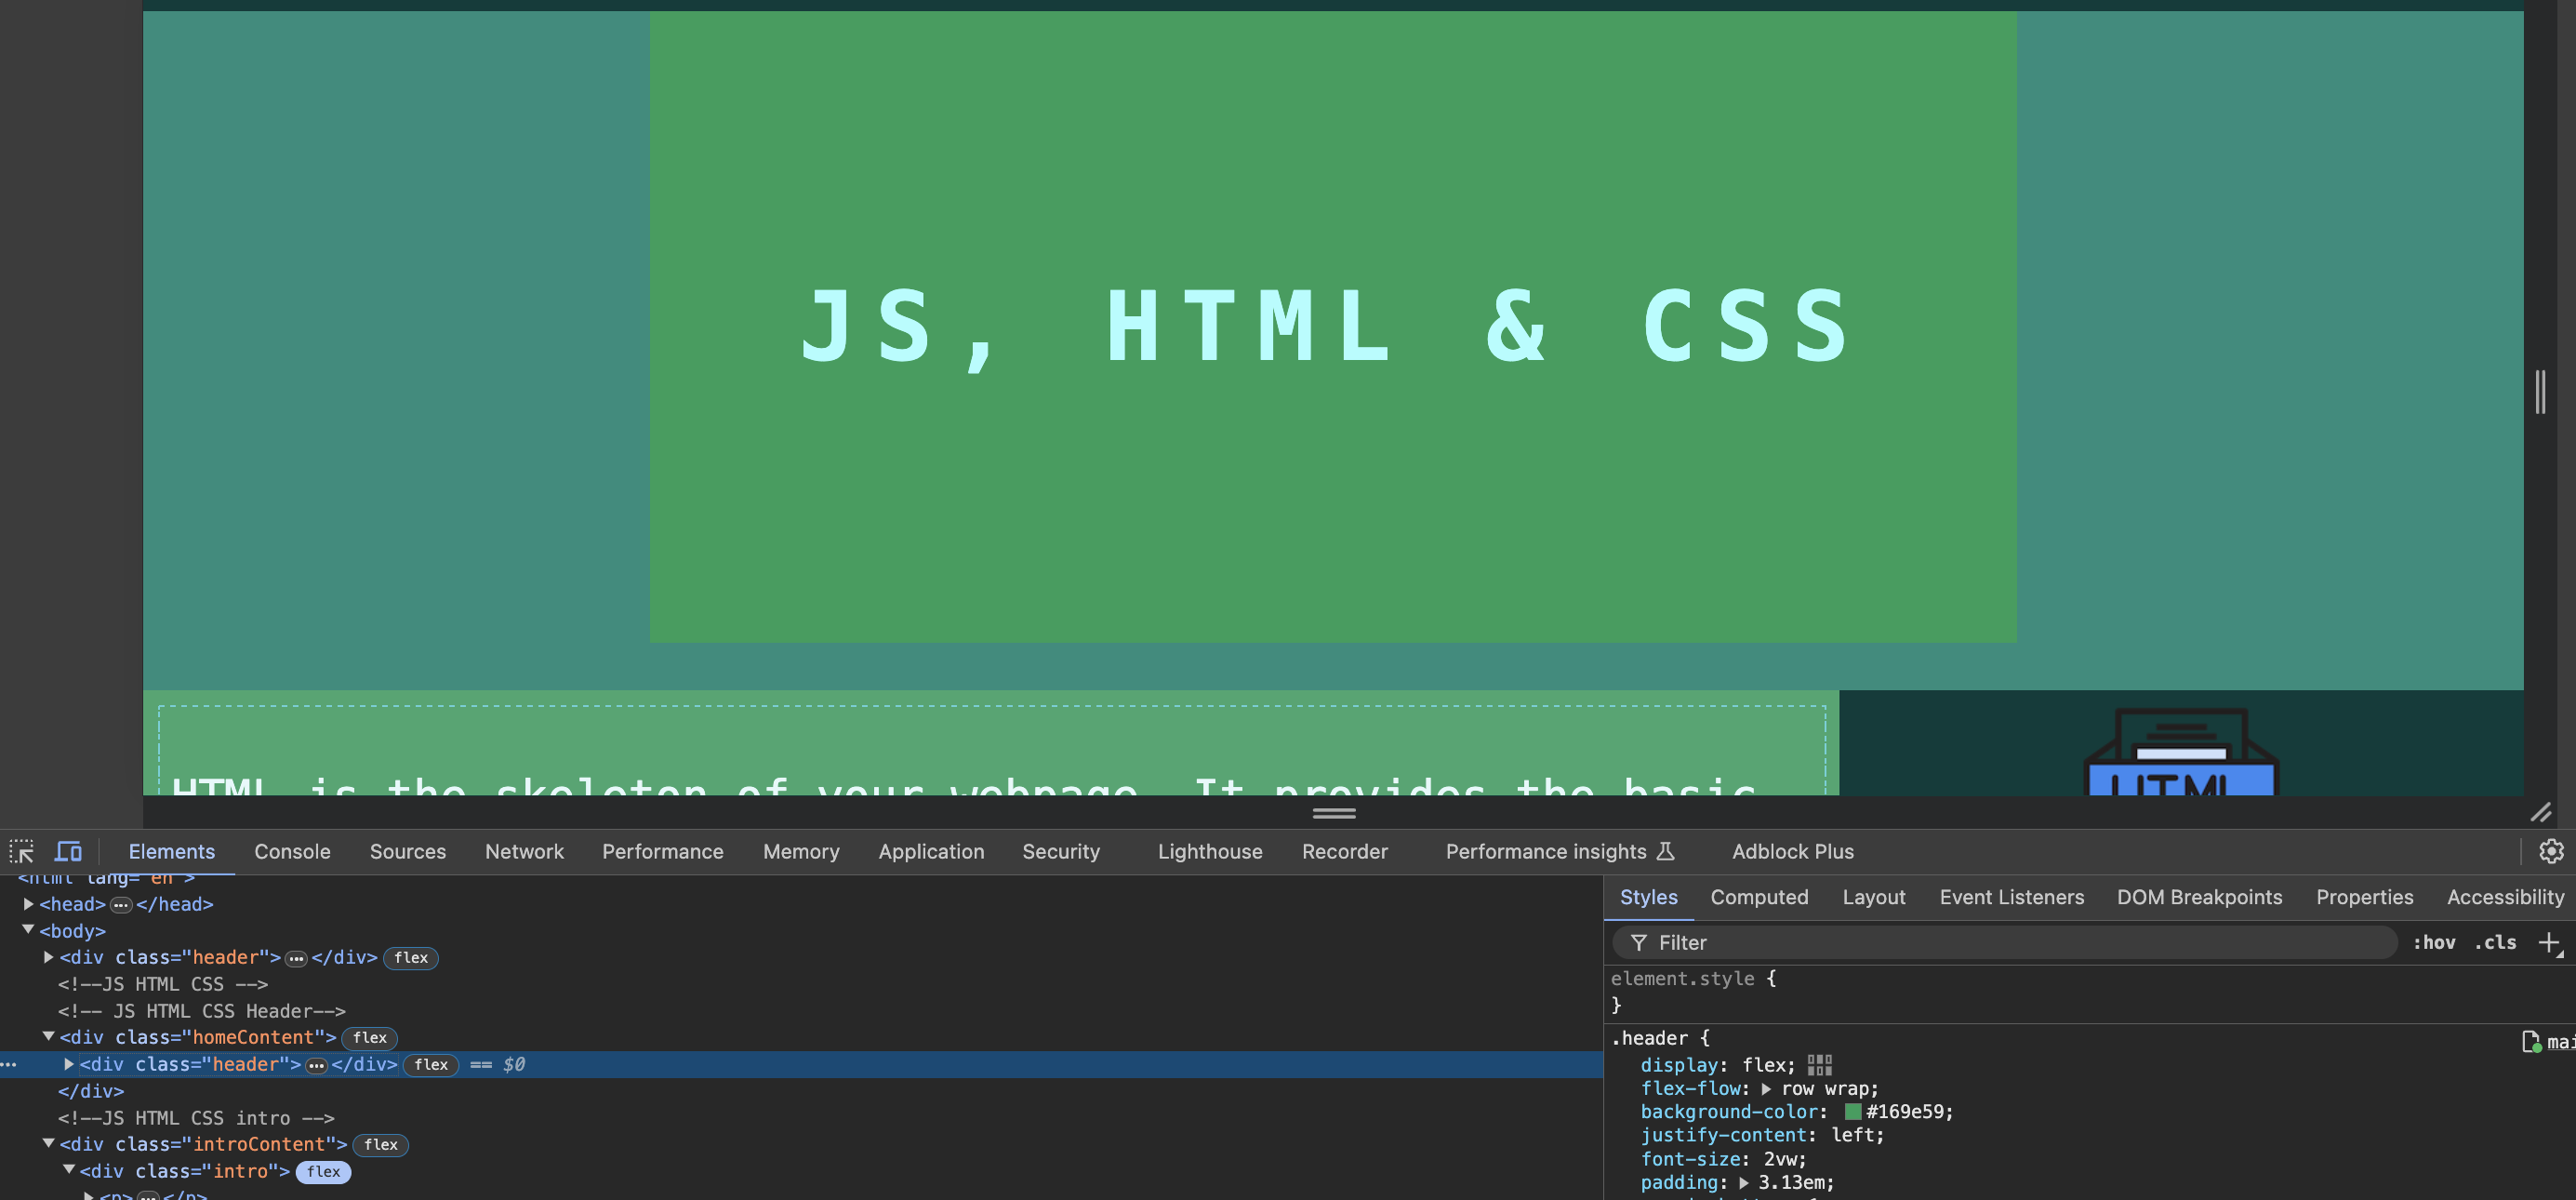 JS, HTML & CSS
HTML is the skeleton of your webpage. It provides the basic
HTML
Elements Console Sources Network Performance Memory Application Security Lighthouse Recorder Performance insights Adblock Plus
<html lang="en">
<head>…</head>
<body>
<div class="header">…</div> flex
<!--JS HTML CSS -->
<!-- JS HTML CSS Header-->
<div class="homeContent"> flex
… <div class="header">…</div> flex == $0
</div>
<!--JS HTML CSS intro -->
<div class="introContent"> flex
<div class="intro"> flex
<p>…</p>
Styles Computed Layout Event Listeners DOM Breakpoints Properties Accessibility
Filter :hov .cls
element.style {
}
.header { mai
display: flex;
flex-flow: row wrap;
background-color: #169e59;
justify-content: left;
font-size: 2vw;
padding: 3.13em;